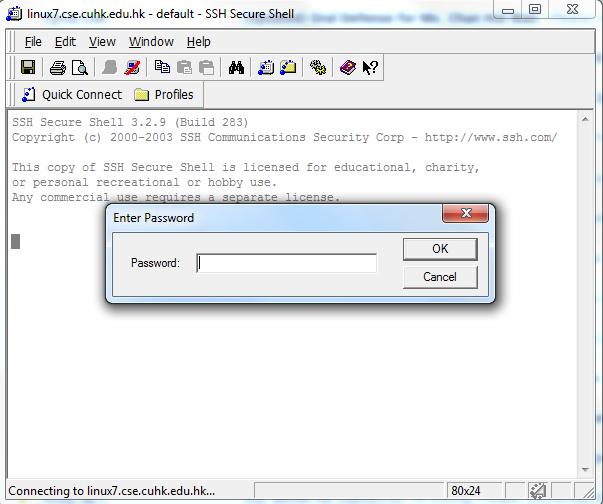 linux7.cse.cuhk.edu.hk - default - SSH Secure Shell
File Edit View Window Help
Quick Connect Profiles
SSH Secure Shell 3.2.9 (Build 283)
Copyright (c) 2000-2003 SSH Communications Security Corp - http://www.ssh.com/
This copy of SSH Secure Shell is licensed for educational, charity,
or personal recreational or hobby use.
Any commercial use requires a separate license.
Enter Password
Password:
OK
Cancel
Connecting to linux7.cse.cuhk.edu.hk... 80x24